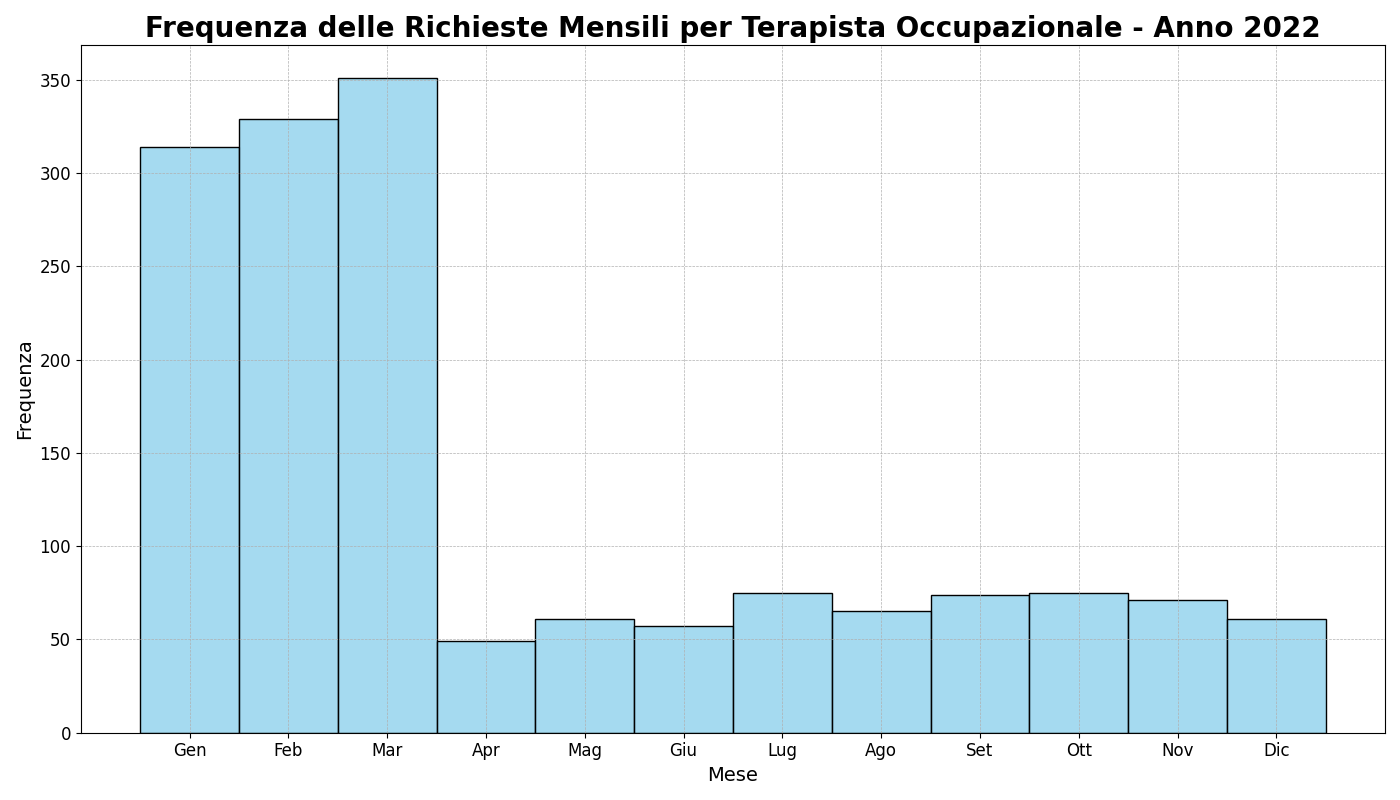 Frequenza delle Richieste Mensili per Terapista Occupazionale - Anno 2022
350
300
250
200
150
100
50
0
Frequenza
Gen Feb Mar Apr Mag Giu Lug Ago Set Ott Nov Dic
Mese